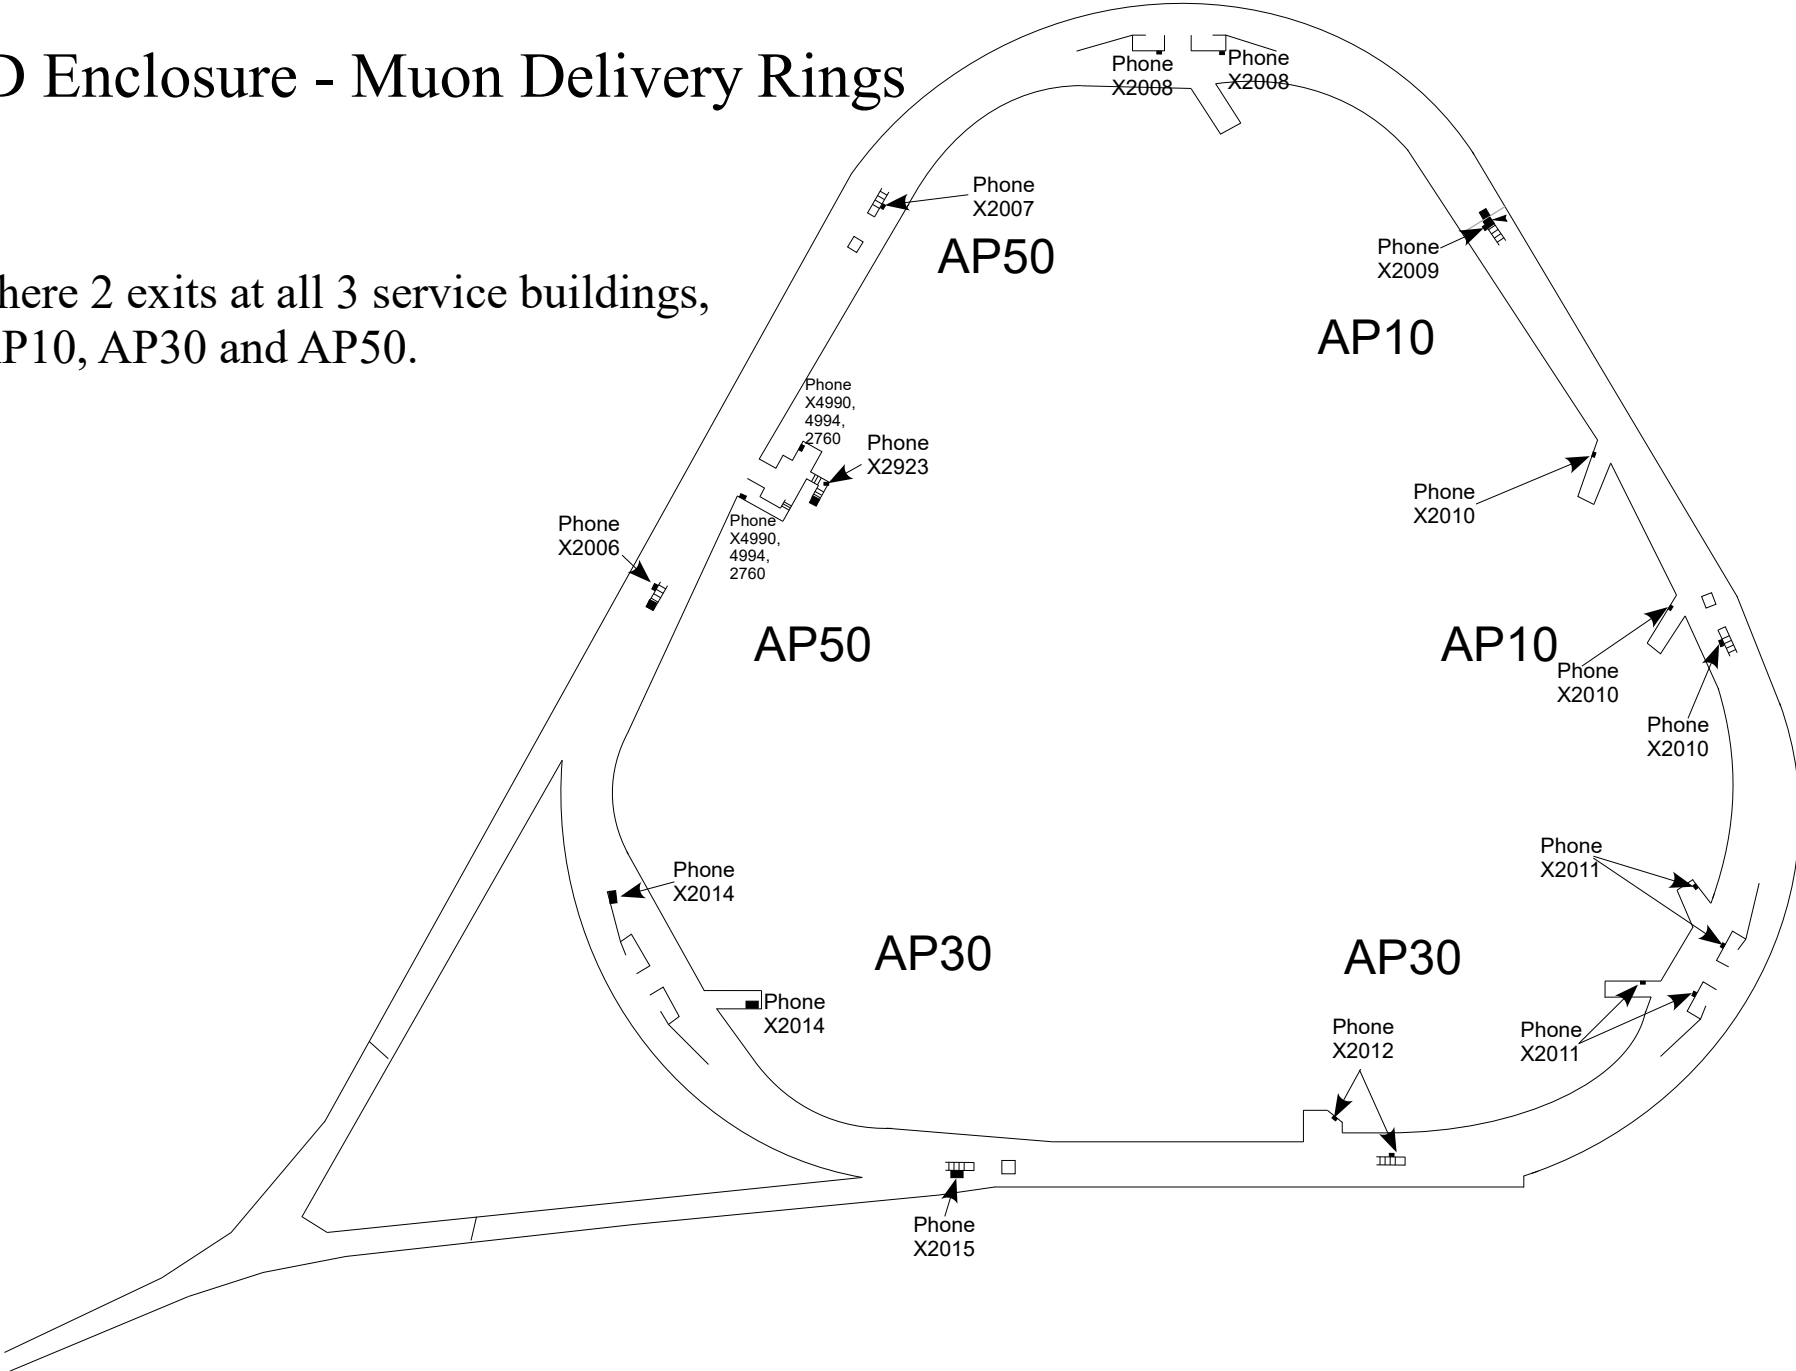 D Enclosure - Muon Delivery Rings
here 2 exits at all 3 service buildings,
AP10, AP30 and AP50.
Phone
X2008
Phone
X2008
Phone
X2007
AP50
Phone
X2009
AP10
Phone
X4990,
4994,
2760
Phone
X2923
Phone
X4990,
4994,
2760
Phone
X2006
Phone
X2010
AP50
AP10
Phone
X2010
Phone
X2010
Phone
X2011
Phone
X2014
AP30
AP30
Phone
X2014
Phone
X2012
Phone
X2011
Phone
X2015